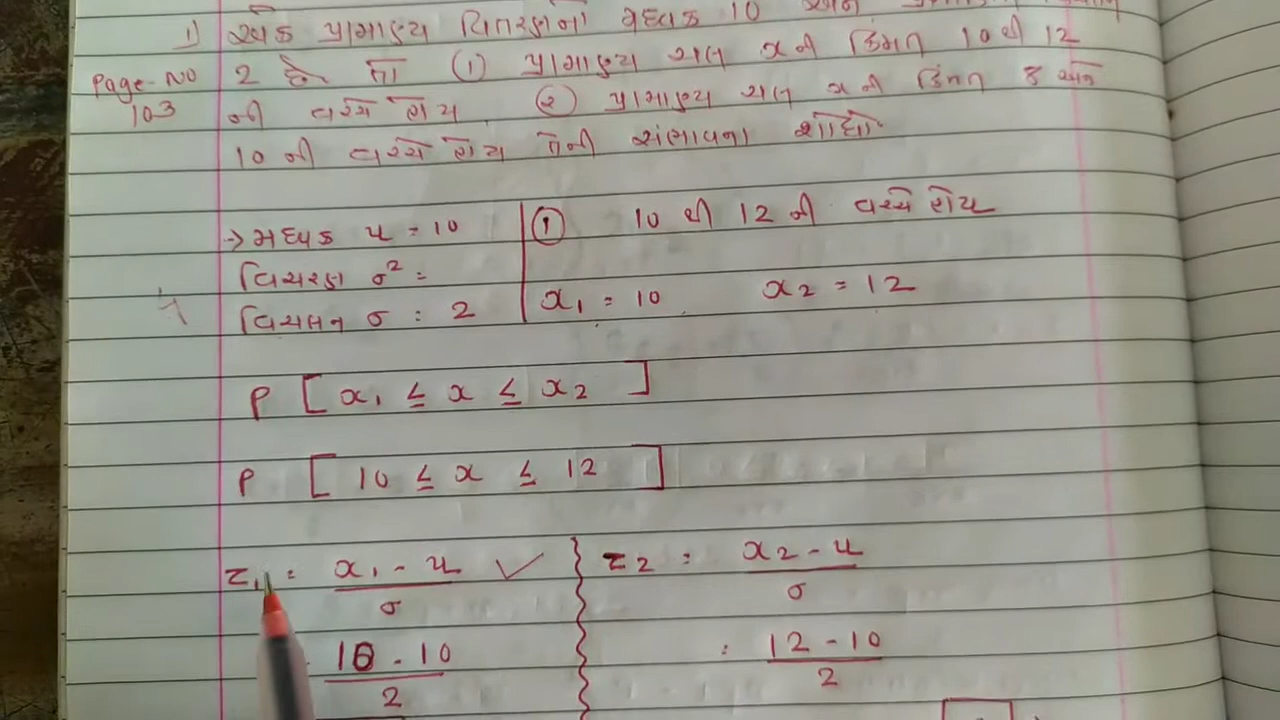 1) એક પ્રામાણ્ય વિતરણનો મધ્યક 10 અને
Page-NO 2 છે તો (1) પ્રામાણ્ય ચલ x ની કિંમત 10 થી 12
103 ની વચ્ચે હોય (2) પ્રામાણ્ય ચલ x ની કિંમત 8 અને
10 ની વચ્ચે હોય તેની સંભાવના શોધો.
→ મધ્યક μ = 10 | ① 10 થી 12 ની વચ્ચે હોય
વિચરણ σ² =
વિચલન σ : 2 x₁ = 10 x₂ = 12
P [ x₁ ≤ x ≤ x₂ ]
P [ 10 ≤ x ≤ 12 ]
z₁ = x₁ - μ / σ ✓ z₂ : x₂ - μ / σ
10 - 10 / 2 : 12 - 10 / 2